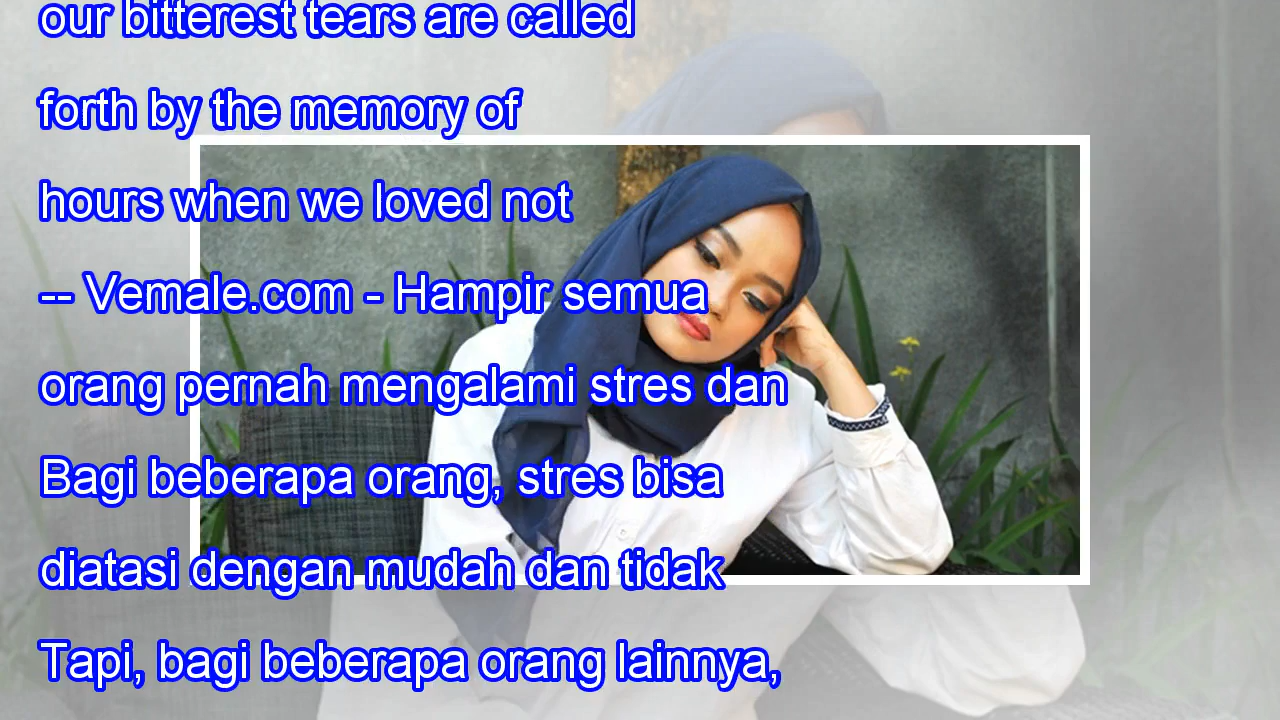 our bitterest tears are called
forth by the memory of
hours when we loved not
-- Vemale.com - Hampir semua
orang pernah mengalami stres dan
Bagi beberapa orang, stres bisa
diatasi dengan mudah dan tidak
Tapi, bagi beberapa orang lainnya,